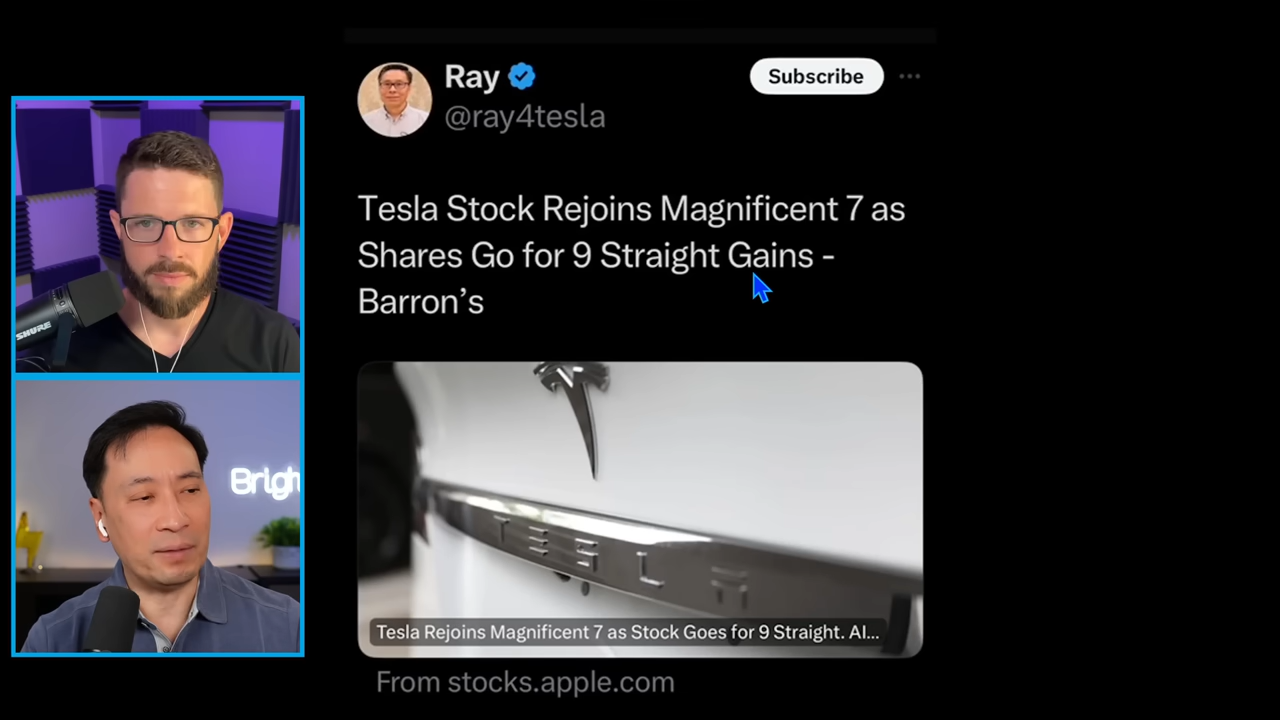 Ray
@ray4tesla
Subscribe
Tesla Stock Rejoins Magnificent 7 as
Shares Go for 9 Straight Gains -
Barron’s
TESLA
Tesla Rejoins Magnificent 7 as Stock Goes for 9 Straight. AI...
From stocks.apple.com
SHURE
Brigh